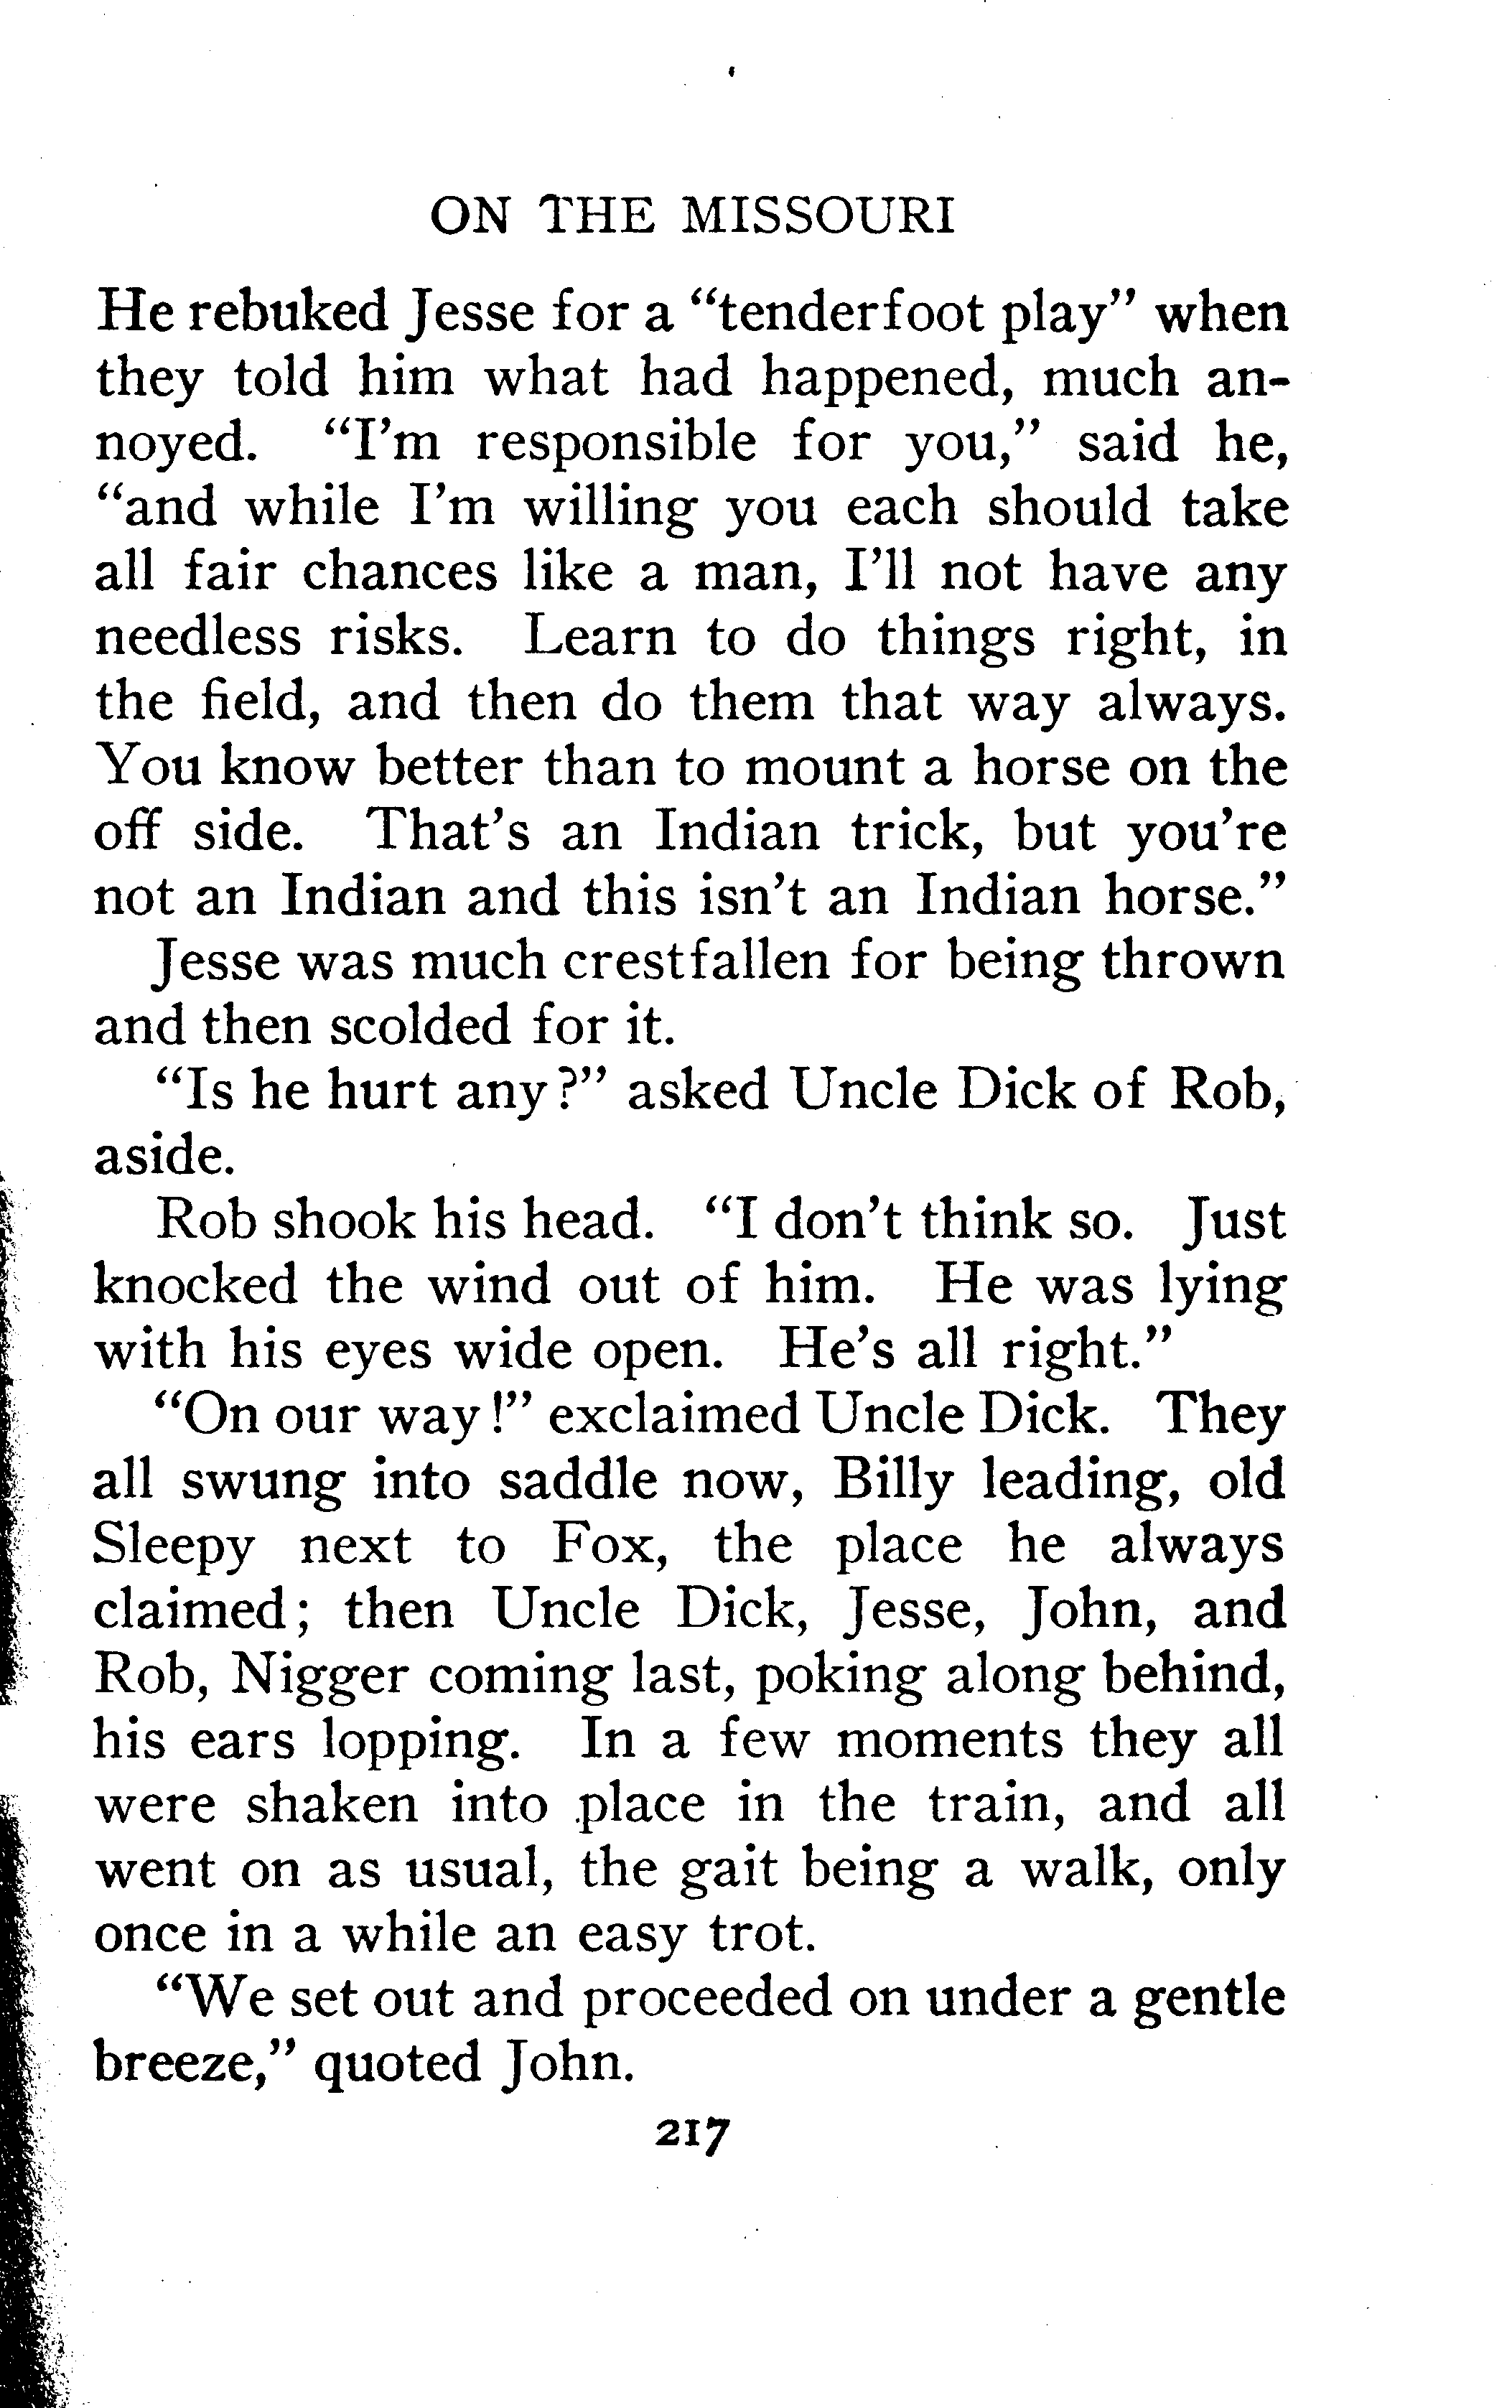 ON THE MISSOURI
He rebuked Jesse for a “tenderfoot play” when
they told him what had happened, much an-
noyed. “I’m responsible for you,” said he,
“and while I’m willing you each should take
all fair chances like a man, I’ll not have any
needless risks. Learn to do things right, in
the field, and then do them that way always.
You know better than to mount a horse on the
off side. That’s an Indian trick, but you’re
not an Indian and this isn’t an Indian horse.”
Jesse was much crestfallen for being thrown
and then scolded for it.
“Is he hurt any?” asked Uncle Dick of Rob,
aside.
Rob shook his head. “I don’t think so. Just
knocked the wind out of him. He was lying
with his eyes wide open. He’s all right.”
“On our way!” exclaimed Uncle Dick. They
all swung into saddle now, Billy leading, old
Sleepy next to Fox, the place he always
claimed; then Uncle Dick, Jesse, John, and
Rob, Nigger coming last, poking along behind,
his ears lopping. In a few moments they all
were shaken into place in the train, and all
went on as usual, the gait being a walk, only
once in a while an easy trot.
“We set out and proceeded on under a gentle
breeze,” quoted John.
217